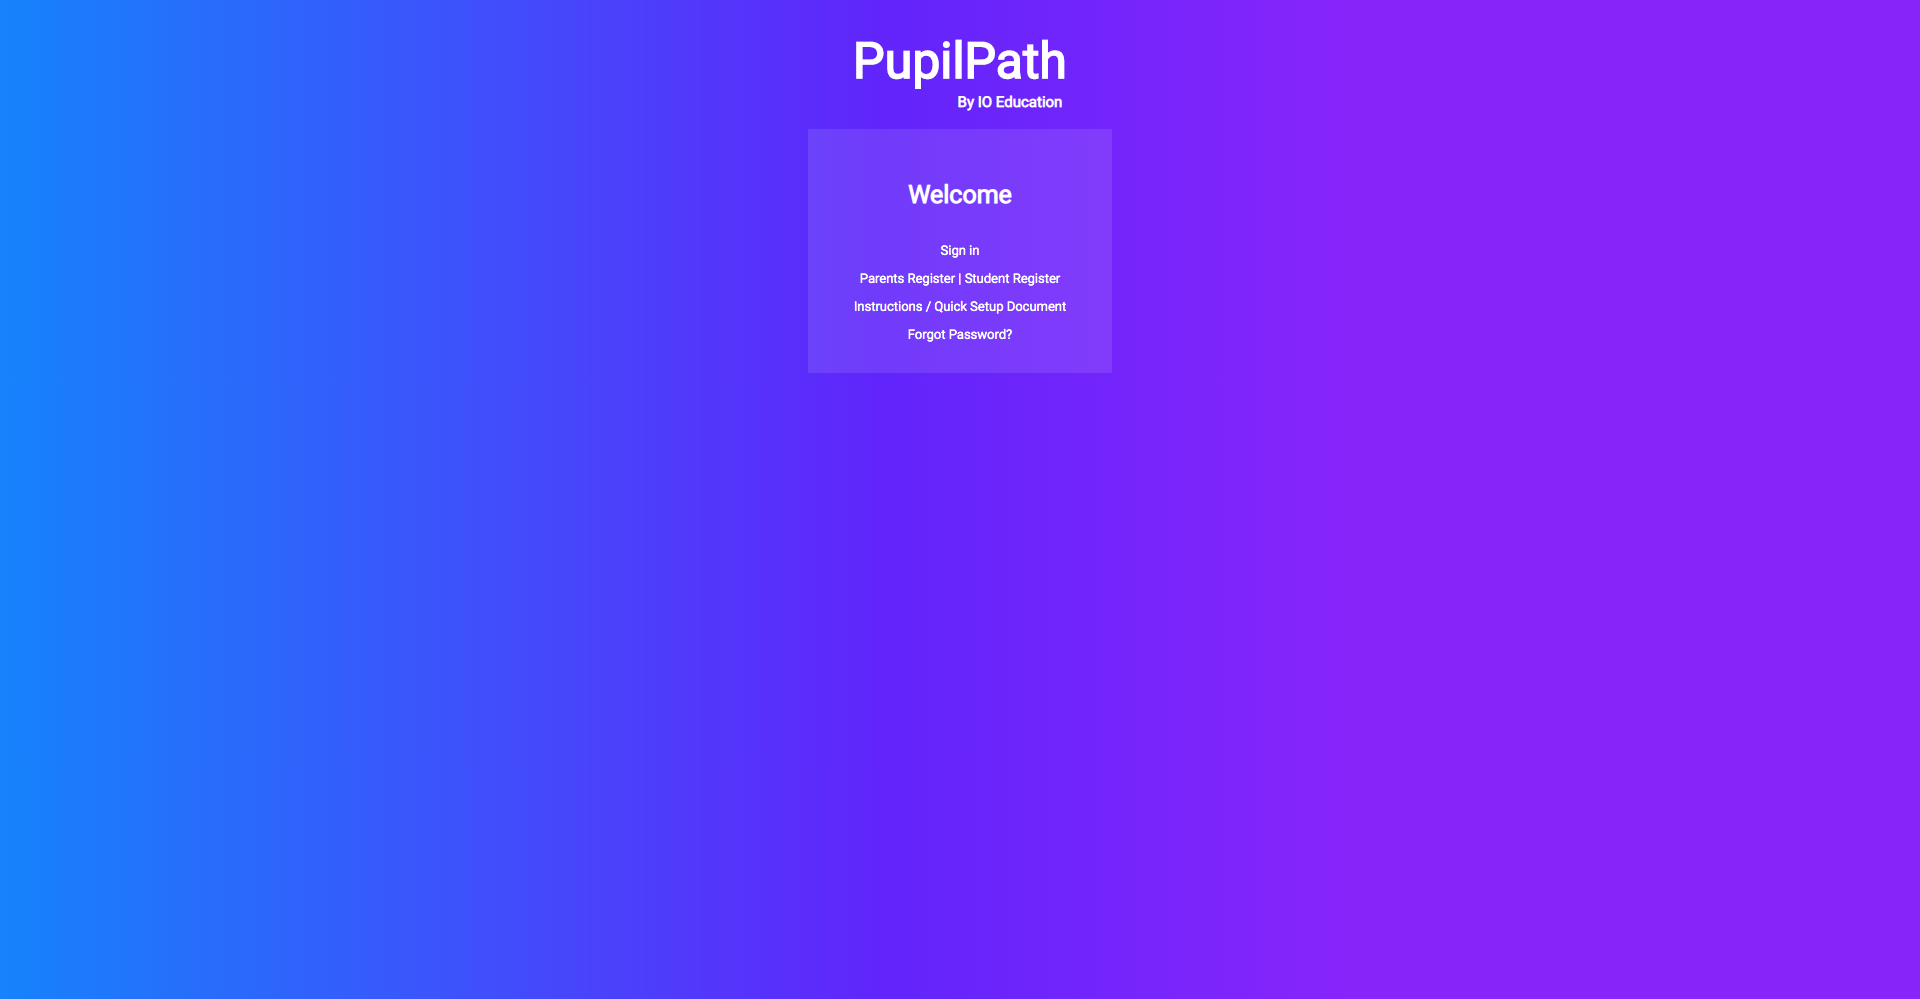 PupilPath
By IO Education
Welcome
Sign in
Parents Register | Student Register
Instructions / Quick Setup Document
Forgot Password?